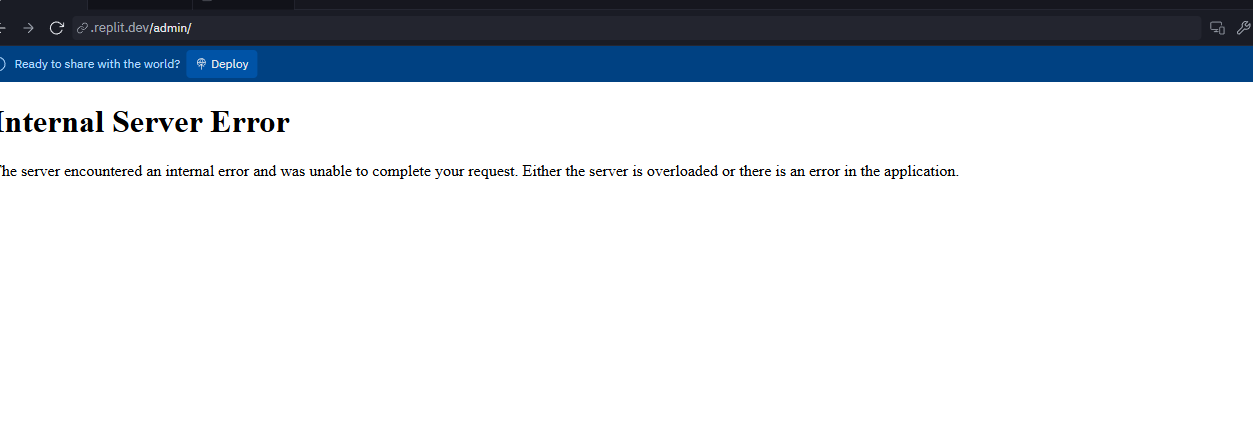 .replit.dev/admin/
Ready to share with the world? Deploy
Internal Server Error
The server encountered an internal error and was unable to complete your request. Either the server is overloaded or there is an error in the application.